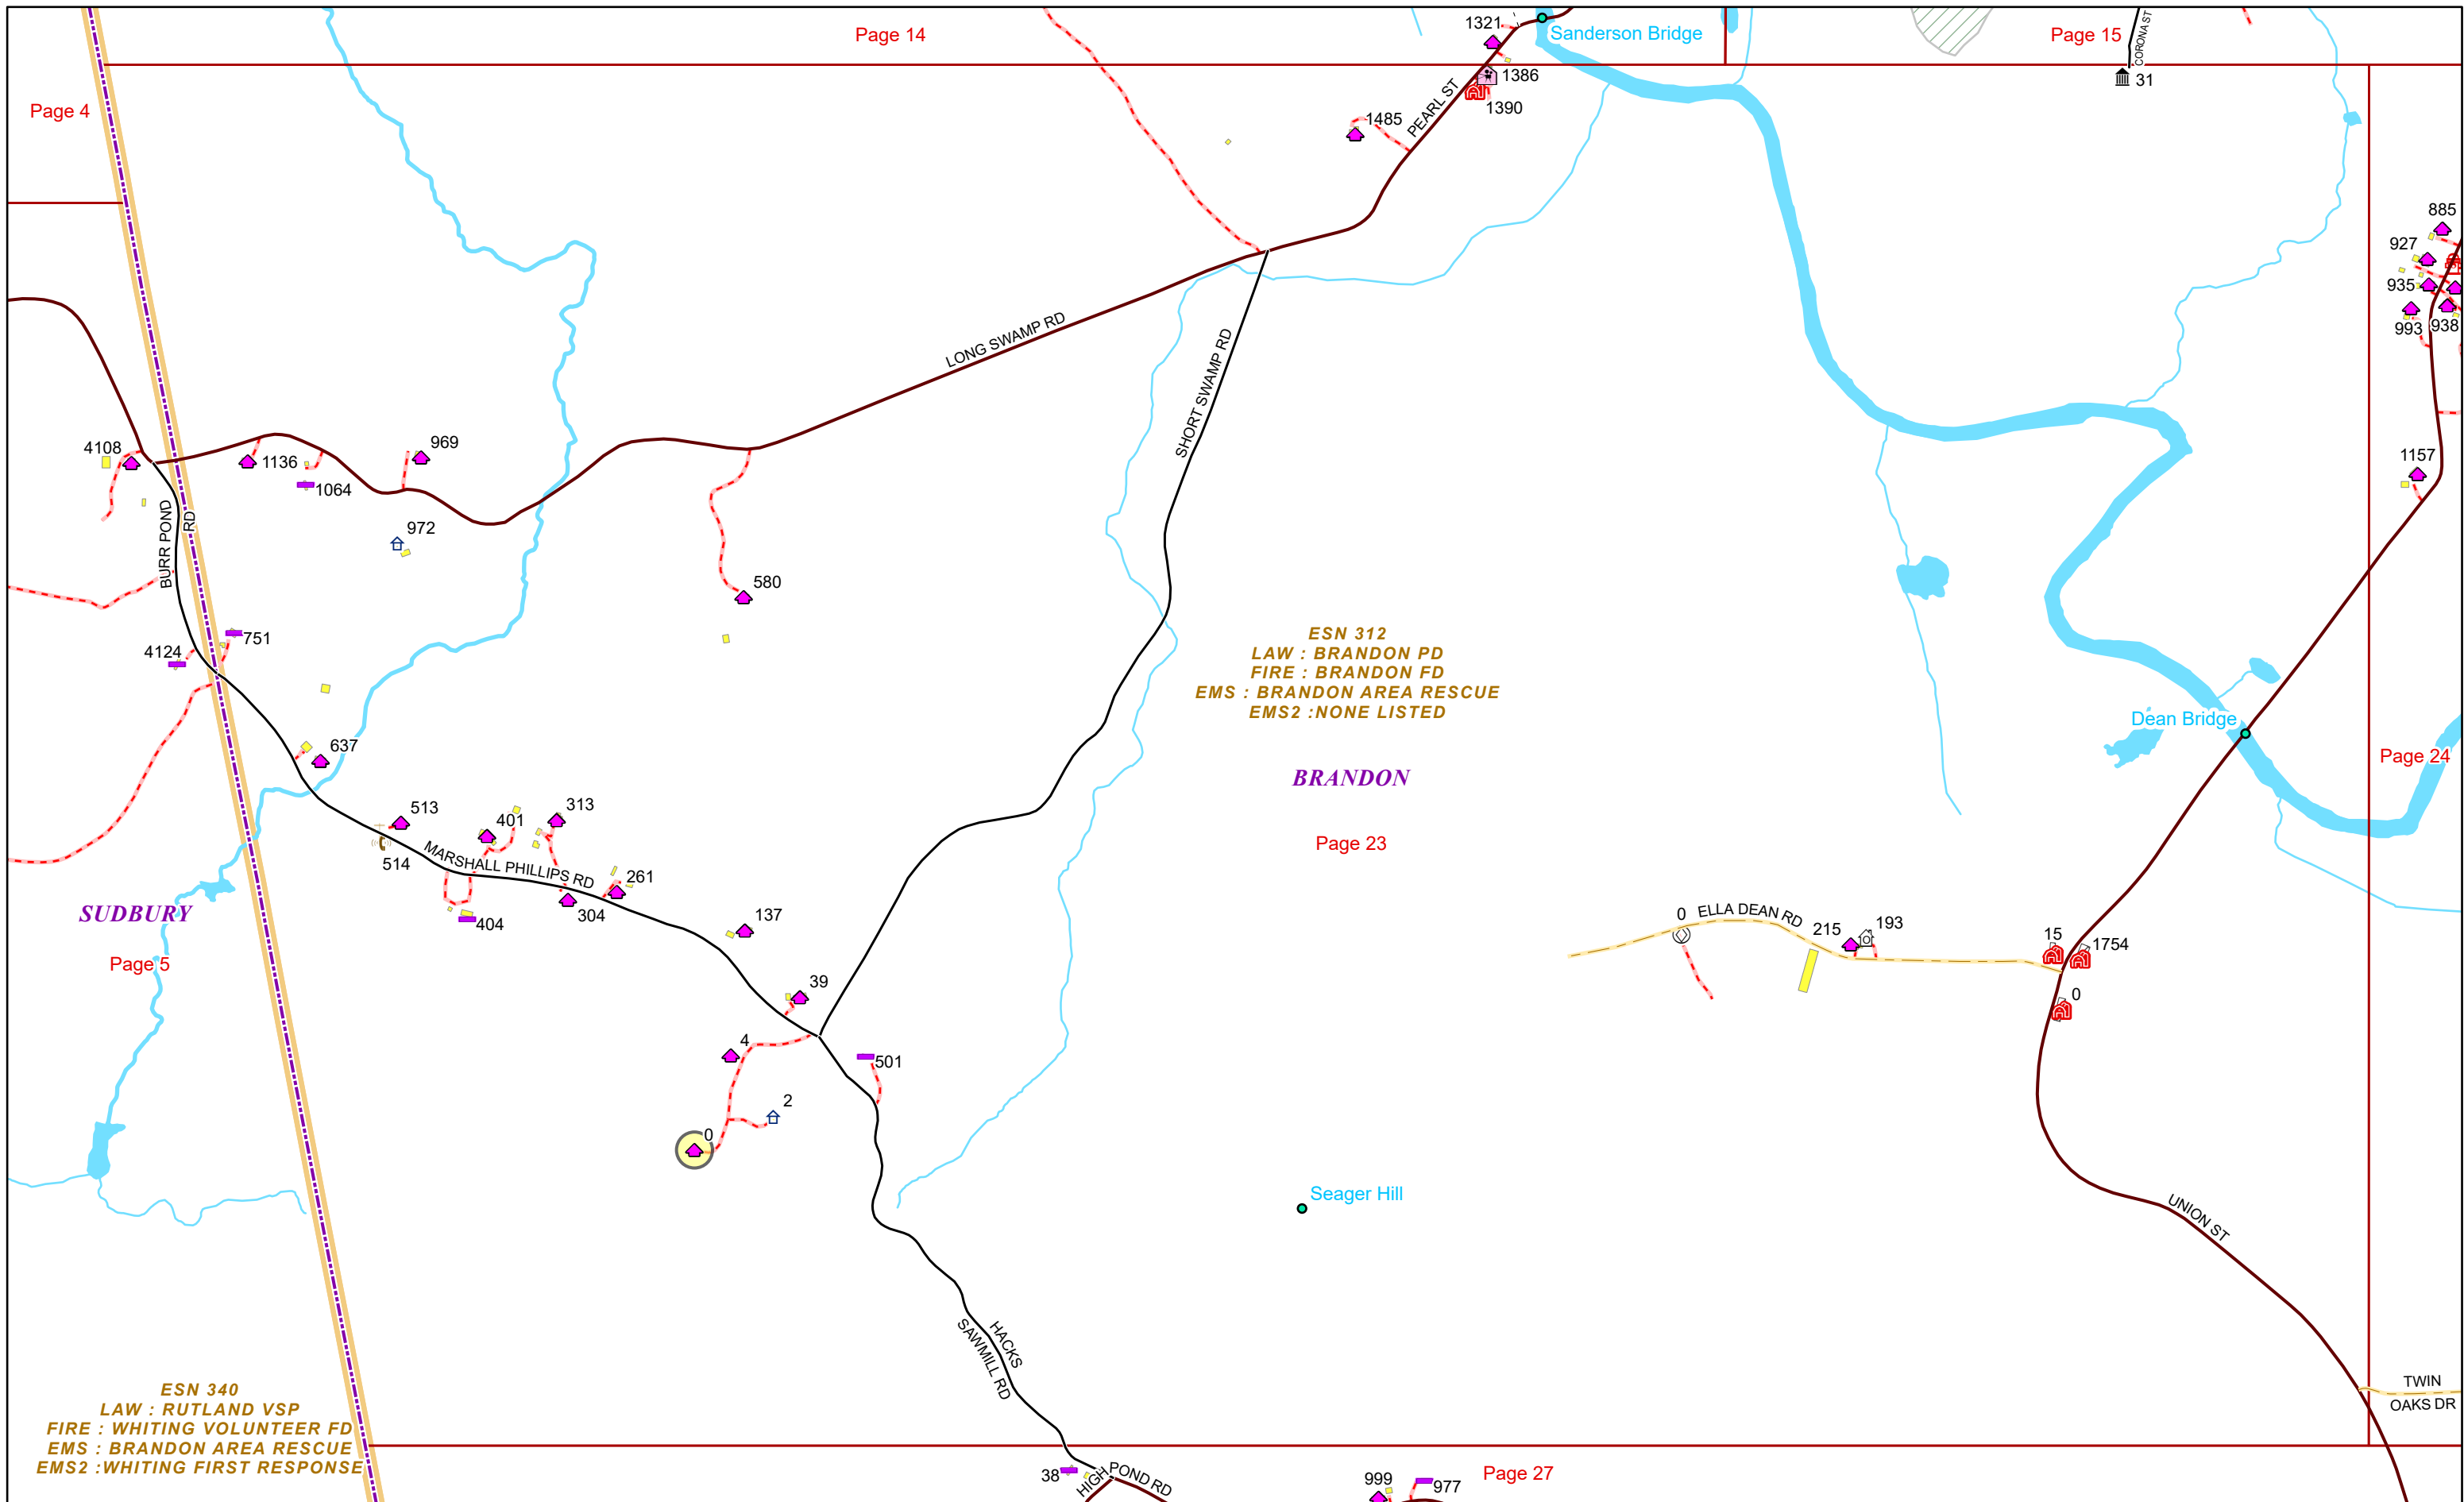 Page 14
1321
Sanderson Bridge
Page 15
CORONA ST
31
Page 4
1386
1390
PEARL ST
1485
885
927
935
993
938
LONG SWAMP RD
SHORT SWAMP RD
4108
1136
969
1064
972
1157
BURR POND
RD
580
751
4124
ESN 312
LAW : BRANDON PD
FIRE : BRANDON FD
EMS : BRANDON AREA RESCUE
EMS2 :NONE LISTED
Dean Bridge
637
Page 24
BRANDON
513
401
313
514
Page 23
MARSHALL PHILLIPS RD
261
304
404
SUDBURY
137
0
ELLA DEAN RD
215
193
15
1754
Page 5
39
0
4
501
2
0
Seager Hill
UNION ST
HACKS
SAWMILL RD
ESN 340
LAW : RUTLAND VSP
FIRE : WHITING VOLUNTEER FD
EMS : BRANDON AREA RESCUE
EMS2 :WHITING FIRST RESPONSE
TWIN
OAKS DR
38
HIGH
POND RD
999
977
Page 27